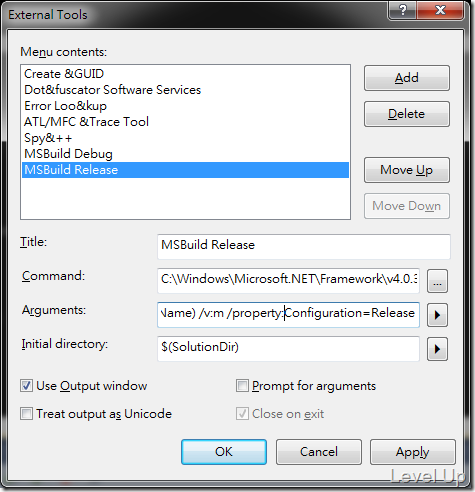 External Tools
Menu contents:
Create &GUID
Dot&fuscator Software Services
Error Loo&kup
ATL/MFC &Trace Tool
Spy&++
MSBuild Debug
MSBuild Release
Add
Delete
Move Up
Move Down
Title:
MSBuild Release
Command:
C:\Windows\Microsoft.NET\Framework\v4.0.3
...
Arguments:
Name) /v:m /property:Configuration=Release
Initial directory:
$(SolutionDir)
Use Output window
Prompt for arguments
Treat output as Unicode
Close on exit
OK
Cancel
Apply
Level Up